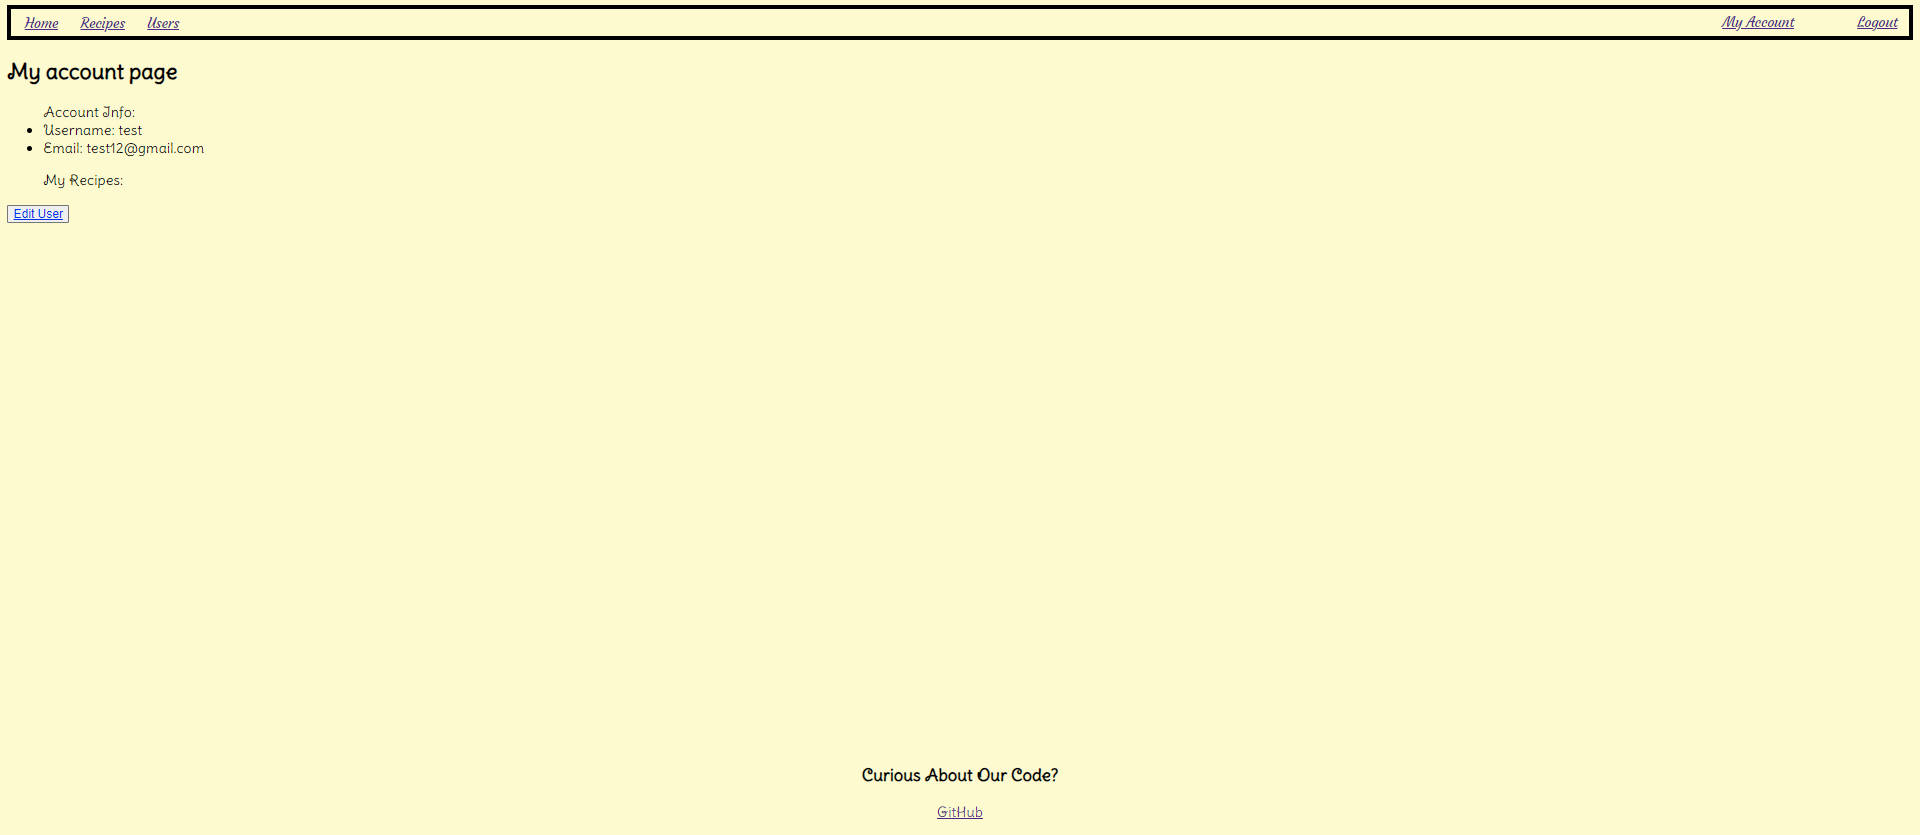 Home Recipes Users My Account Logout
My account page
Account Info:
Username: test
Email: test12@gmail.com
My Recipes:
Edit User
Curious About Our Code?
GitHub